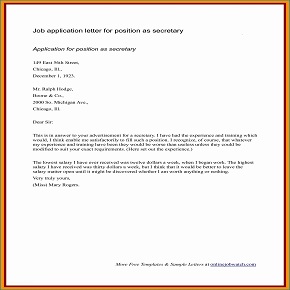 Job application letter for position as secretary
Application for position as secretary
149 East Nsh Street,
Chicago, Ill,
December 1, 1923.
Mr. Ralph Hodge,
Boone & Co.,
2000 So. Michigan Ave.,
Chicago, Ill.
Dear Sir:
This is in answer to your advertisement for a secretary. I have had the experience and training which
would, I think enable me satisfactorily to fill such a position. I recognize, of course, that whatever
my experience and training have been they would be worse than useless unless they could be
modified to suit your exact requirements. (Here set out the experience.)
The lowest salary I have ever received was twelve dollars a week, when I began work. The highest
salary I have received was thirty dollars a week, but I think that it would be better to leave the
salary matter open until it might be discovered whether I am worth anything or nothing.
Very truly yours,
(Miss) Mary Rogers.
More Free Templates & Sample Letters at onlinejobwatch.com